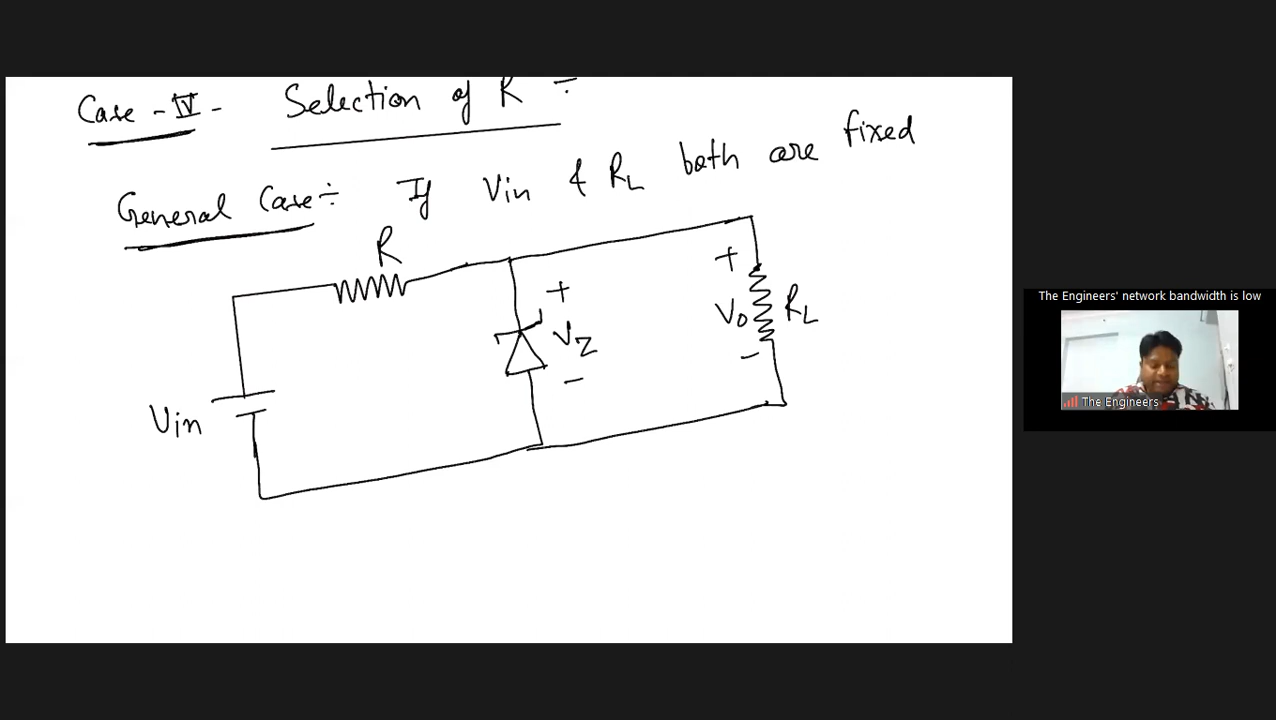 Case - IV - Selection of R ÷
General Case ÷ If Vin & RL both are fixed
R
+
VZ
-
+
V0
-
RL
Vin
The Engineers' network bandwidth is low
The Engineers